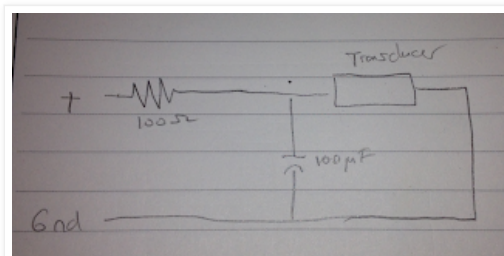 Transducer
+
100Ω
100µF
Gnd